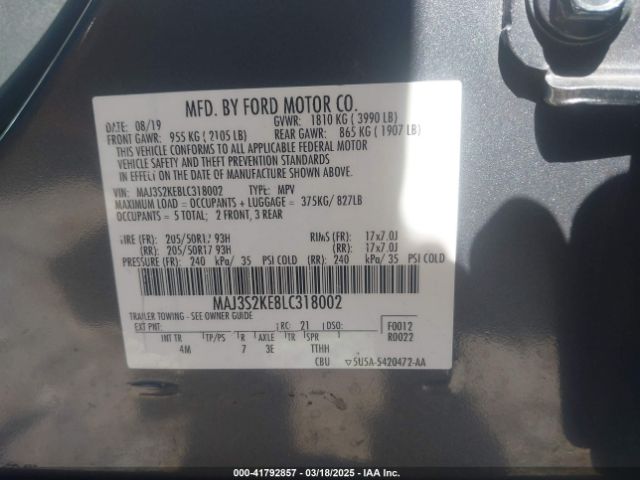 MFD. BY FORD MOTOR CO.
DATE: 08/19 GVWR: 1810 KG ( 3990 LB)
FRONT GAWR: 955 KG ( 2105 LB) REAR GAWR: 865 KG ( 1907 LB)
THIS VEHICLE CONFORMS TO ALL APPLICABLE FEDERAL MOTOR
VEHICLE SAFETY AND THEFT PREVENTION STANDARDS
IN EFFECT ON THE DATE OF MANUFACTURE SHOWN ABOVE.
VIN: MAJ3S2KE8LC318002 TYPE: MPV
MAXIMUM LOAD = OCCUPANTS + LUGGAGE = 375KG/ 827LB
OCCUPANTS = 5 TOTAL; 2 FRONT, 3 REAR
TIRE (FR): 205/50R17 93H RIMS (FR): 17x7.0J
(RR): 205/50R17 93H (RR): 17x7.0J
PRESSURE (FR): 240 kPa/ 35 PSI COLD (RR): 240 kPa/ 35 PSI COLD
MAJ3S2KE8LC318002
TRAILER TOWING - SEE OWNER GUIDE
EXT PNT: RC: 21 DSO: F0012
R0022
INT TR TP/PS R AXLE TR SPR
4M 7 3E TTHH
CBU ▽5U5A-5420472-AA
000-41792857 - 03/18/2025 - IAA Inc.